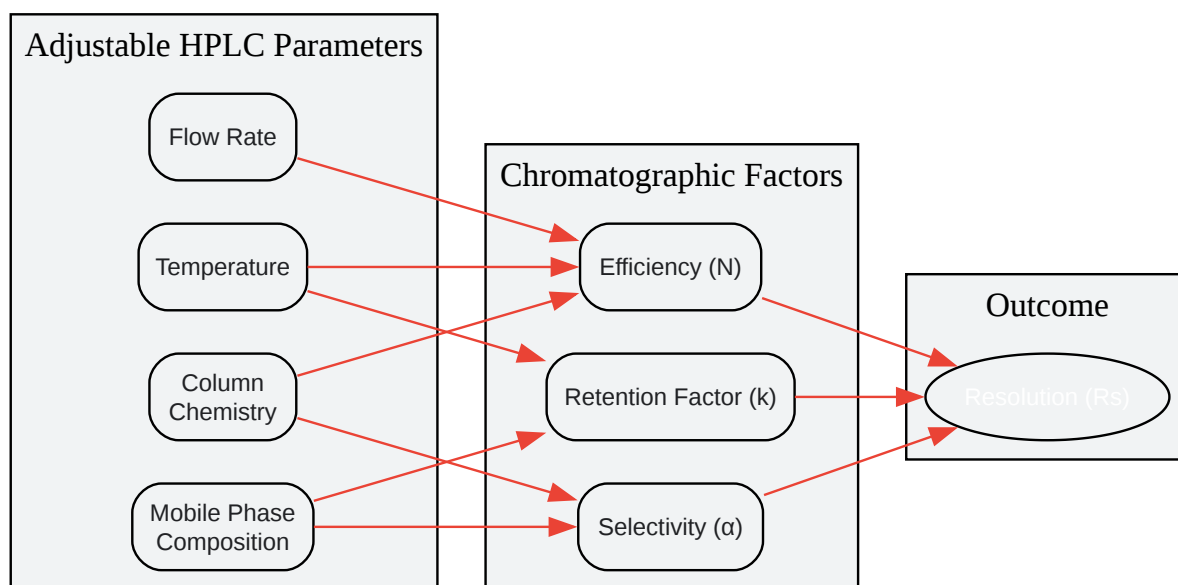 Adjustable HPLC Parameters
Flow Rate
Temperature
Column
Chemistry
Mobile Phase
Composition
Chromatographic Factors
Efficiency (N)
Retention Factor (k)
Selectivity (α)
Outcome
Resolution (Rs)